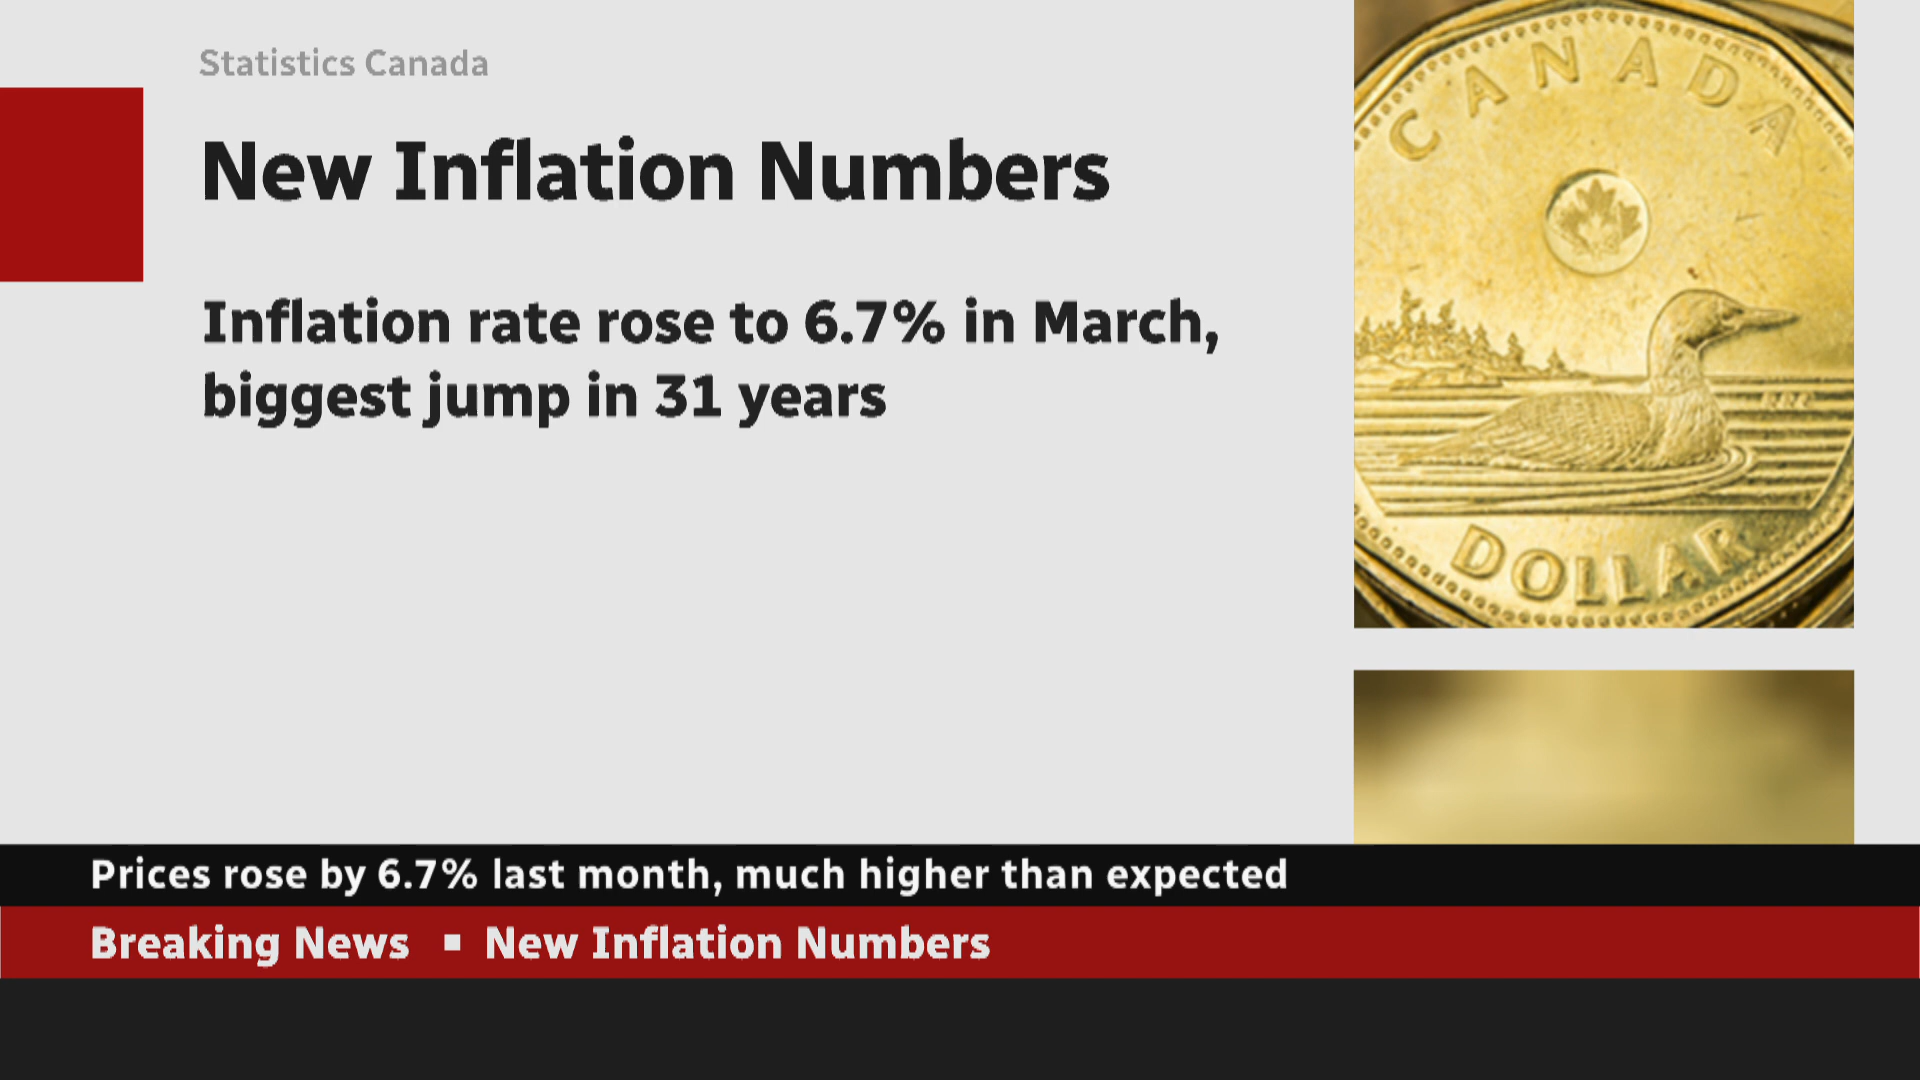 Statistics Canada
New Inflation Numbers
Inflation rate rose to 6.7% in March,
biggest jump in 31 years
CANADA
DOLLAR
Prices rose by 6.7% last month, much higher than expected
Breaking News ▪ New Inflation Numbers